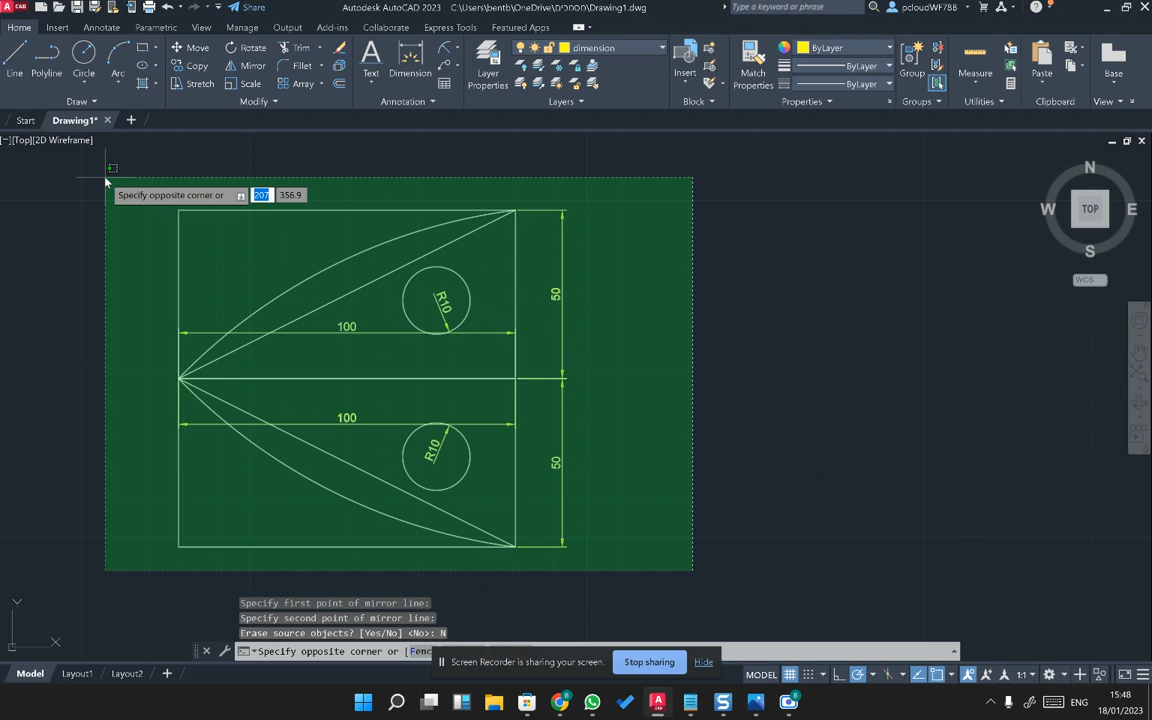 CAD Share Autodesk AutoCAD 2023 C:\Users\bentb\OneDrive\מסמכים\Drawing1.dwg Type a keyword or phrase pcloudWF78B
Home Insert Annotate Parametric View Manage Output Add-ins Collaborate Express Tools Featured Apps
Line Polyline Circle Arc Move Rotate Trim Text Dimension Layer Properties dimension Insert Match Properties ByLayer Group Measure Paste Base
Copy Mirror Fillet ByLayer
Stretch Scale Array ByLayer
Draw Modify Annotation Layers Block Properties Groups Utilities Clipboard View
Start Drawing1*
[−][Top][2D Wireframe]
N
Specify opposite corner or 207 356.9
W TOP E
S
WCS
50
R10
100
100
R10
50
Y
X
Specify first point of mirror line:
Specify second point of mirror line:
Erase source objects? [Yes/No] <No>: N
Specify opposite corner or [Fenc
Screen Recorder is sharing your screen. Stop sharing Hide
Model Layout1 Layout2 MODEL 1:1
8 8
ENG 15:48
18/01/2023